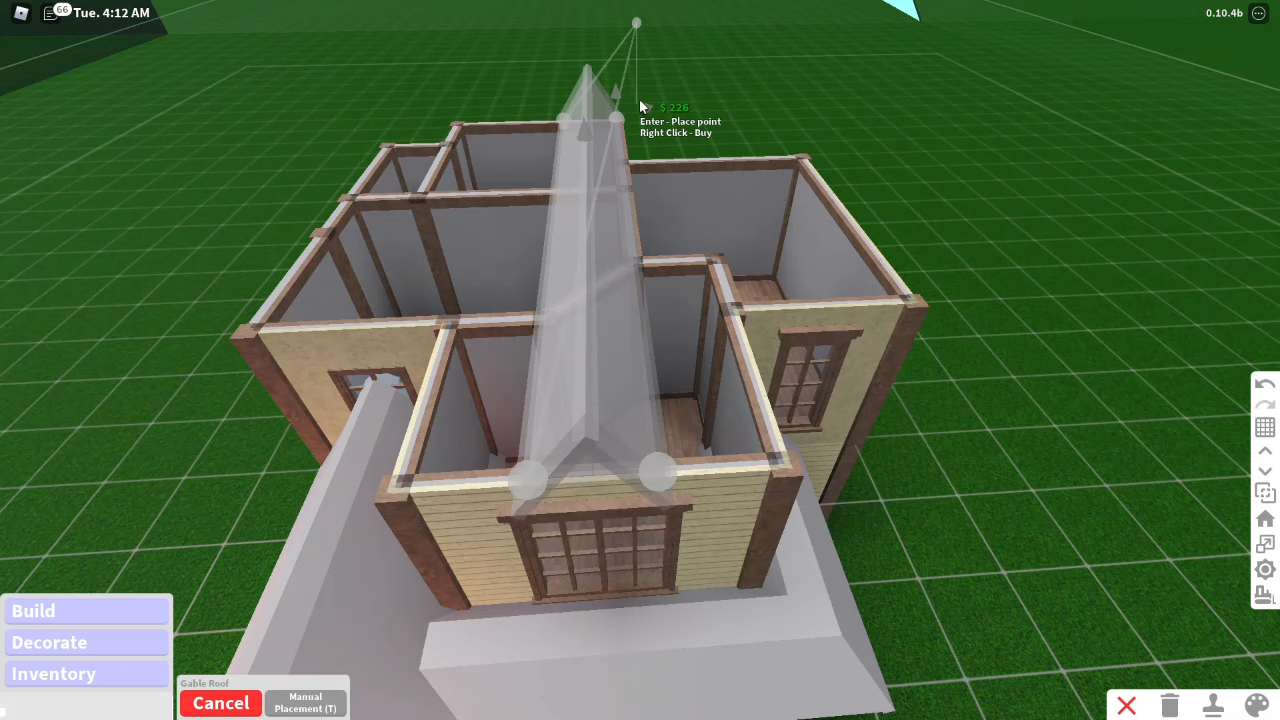 66
Tue. 4:12 AM
0.10.4b
$ 226
Enter - Place point
Right Click - Buy
Build
Decorate
Inventory
Gable Roof
Cancel
Manual
Placement (T)